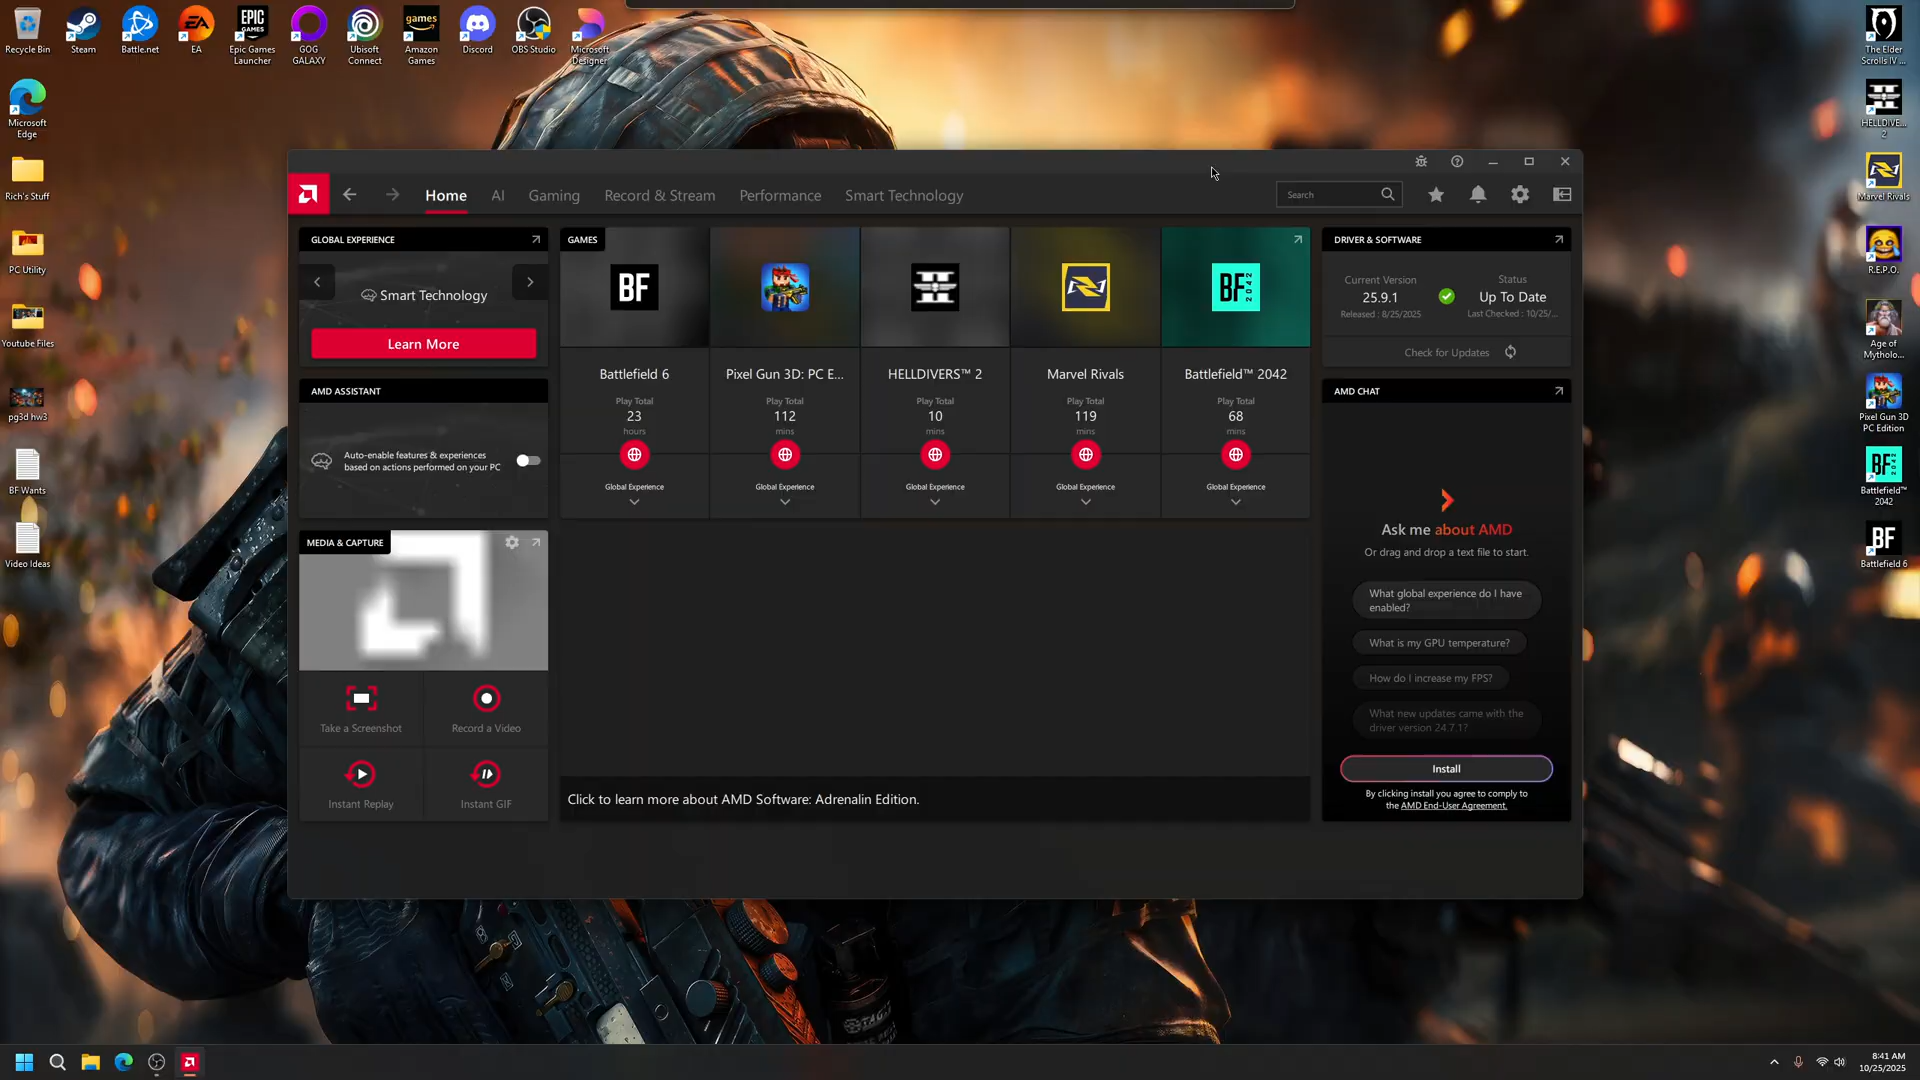 Recycle Bin
Steam
Battle.net
EA
Epic Games
Launcher
GOG
GALAXY
Ubisoft
Connect
Amazon
Games
Discord
OBS Studio
Microsoft
Designer
EPIC
GAMES
games
Microsoft
Edge
Rich's Stuff
PC Utility
Youtube Files
pg3d hw3
BF Wants
Video Ideas
The Elder
Scrolls IV ...
HELLDIVE...
2
Marvel Rivals
R.E.P.O.
Age of
Mytholo...
Pixel Gun 3D
PC Edition
BF 2042
Battlefield™
2042
BF
Battlefield 6
Home
AI
Gaming
Record & Stream
Performance
Smart Technology
Search
GLOBAL EXPERIENCE
Smart Technology
Learn More
AMD ASSISTANT
Auto-enable features & experiences
based on actions performed on your PC
MEDIA & CAPTURE
Take a Screenshot
Record a Video
Instant Replay
Instant GIF
GAMES
BF
Battlefield 6
Play Total
23
hours
Global Experience
Pixel Gun 3D: PC E...
Play Total
112
mins
Global Experience
HELLDIVERS™ 2
Play Total
10
mins
Global Experience
Marvel Rivals
Play Total
119
mins
Global Experience
BF 2042
Battlefield™ 2042
Play Total
68
mins
Global Experience
Click to learn more about AMD Software: Adrenalin Edition.
DRIVER & SOFTWARE
Current Version
25.9.1
Released : 8/25/2025
Status
Up To Date
Last Checked : 10/25/...
Check for Updates
AMD CHAT
Ask me about AMD
Or drag and drop a text file to start.
What global experience do I have
enabled?
What is my GPU temperature?
How do I increase my FPS?
What new updates came with the
driver version 24.7.1?
Install
By clicking install you agree to comply to
the AMD End-User Agreement.
8:41 AM
10/25/2025